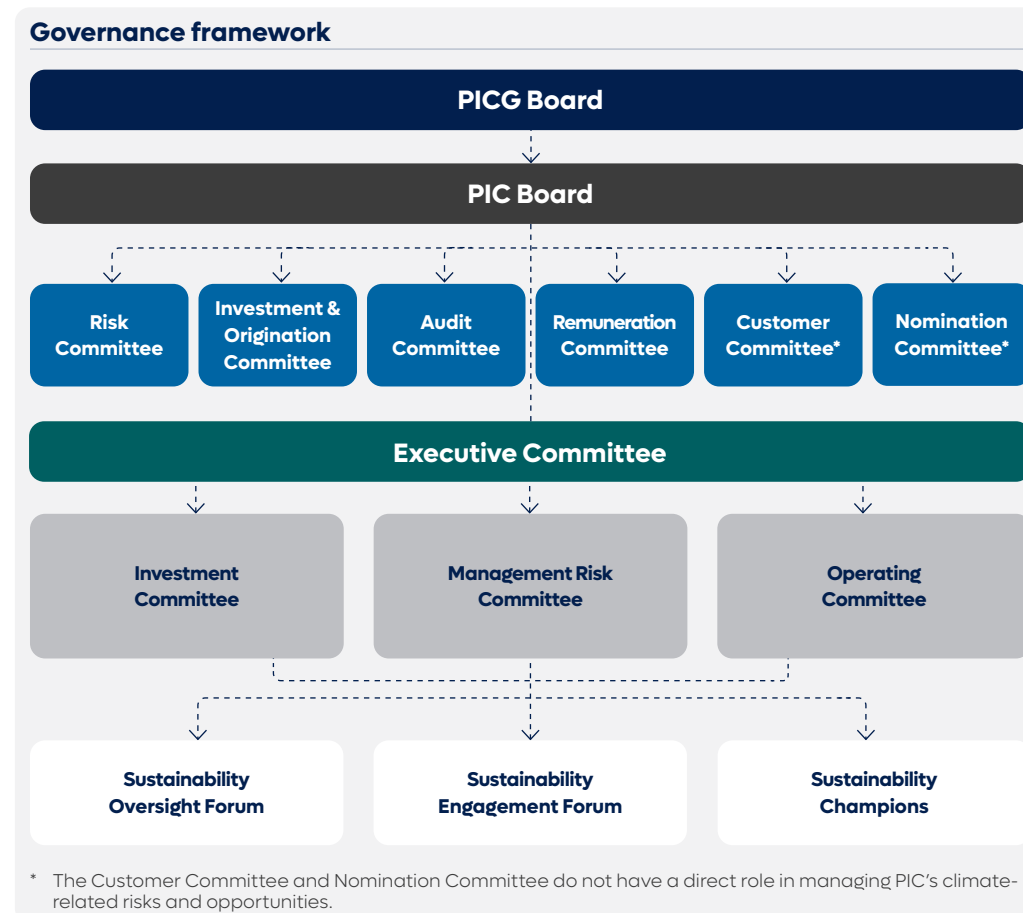 Governance framework
PICG Board
PIC Board
Risk
Committee
Investment &
Origination
Committee
Audit
Committee
Remuneration
Committee
Customer
Committee*
Nomination
Committee*
Executive Committee
Investment
Committee
Management Risk
Committee
Operating
Committee
Sustainability
Oversight Forum
Sustainability
Engagement Forum
Sustainability
Champions
* The Customer Committee and Nomination Committee do not have a direct role in managing PIC’s climate-
related risks and opportunities.